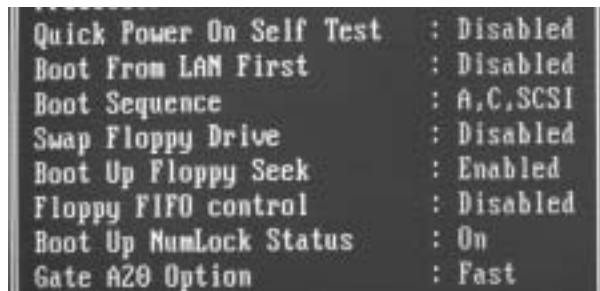 Quick Power On Self Test : Disabled
Boot From LAN First : Disabled
Boot Sequence : A,C,SCSI
Swap Floppy Drive : Disabled
Boot Up Floppy Seek : Enabled
Floppy FIFO control : Disabled
Boot Up NumLock Status : On
Gate A20 Option : Fast